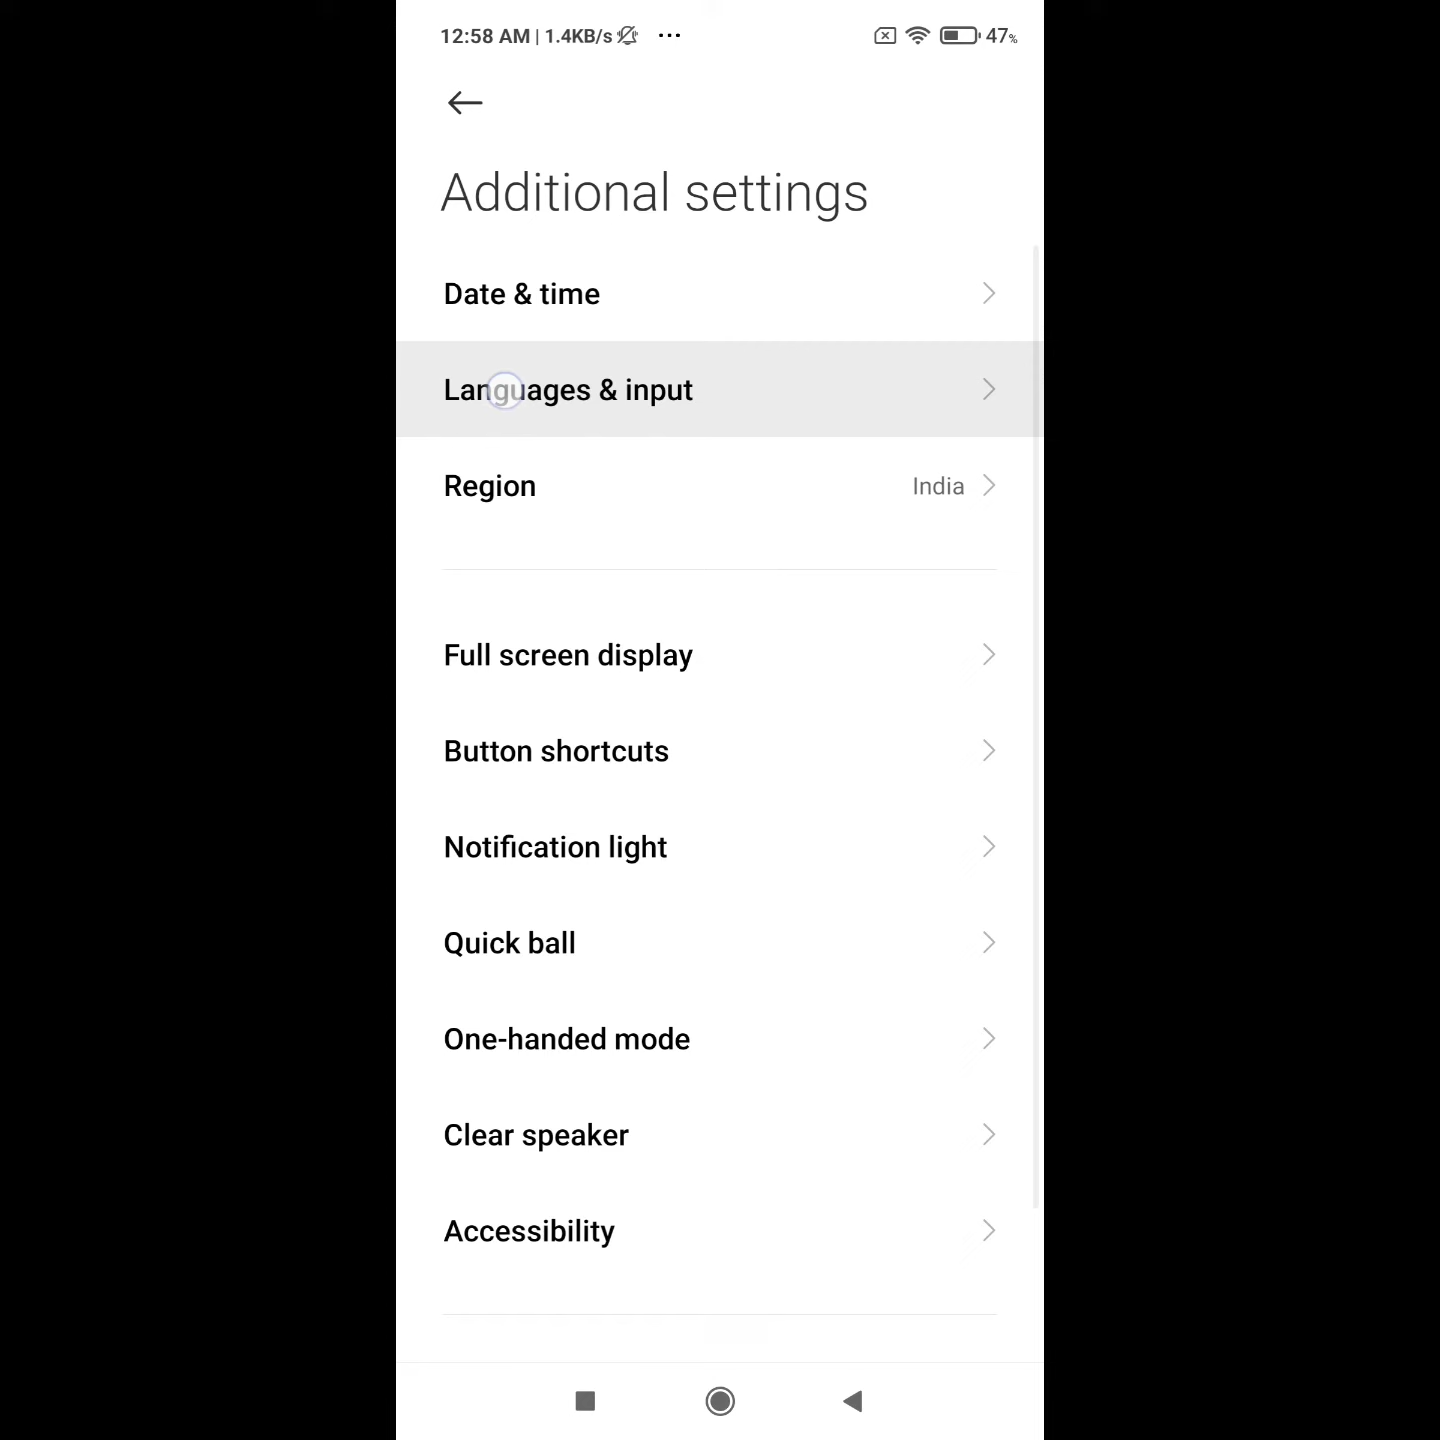 12:58 AM | 1.4KB/s ... 47%
Additional settings
Date & time
Languages & input
Region India
Full screen display
Button shortcuts
Notification light
Quick ball
One-handed mode
Clear speaker
Accessibility